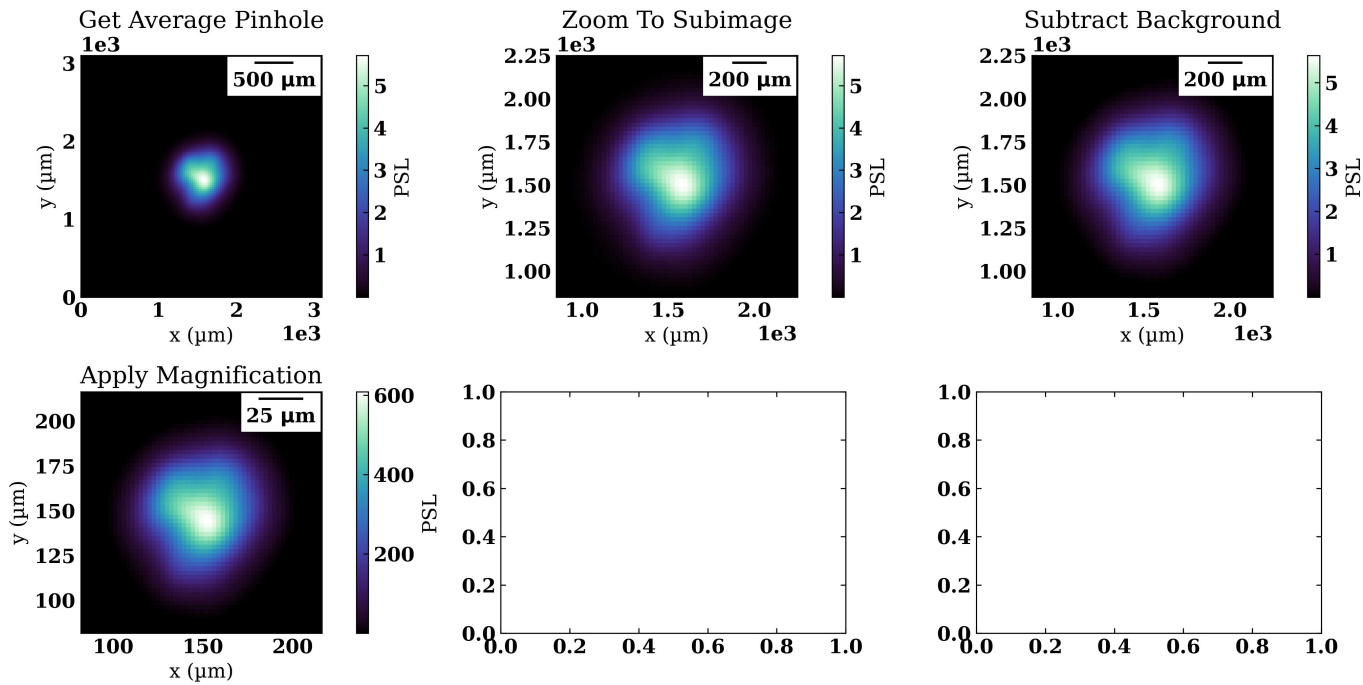 Get Average Pinhole
1e3
3
2
1
0
y (µm)
500 µm
0 1 2 3
x (µm)
1e3
5
4
3
2
1
PSL
Zoom To Subimage
1e3
2.25
2.00
1.75
1.50
1.25
1.00
y (µm)
200 µm
1.0 1.5 2.0
x (µm)
1e3
5
4
3
2
1
PSL
Subtract Background
1e3
2.25
2.00
1.75
1.50
1.25
1.00
y (µm)
200 µm
1.0 1.5 2.0
x (µm)
1e3
5
4
3
2
1
PSL
Apply Magnification
200
175
150
125
100
y (µm)
25 µm
100 150 200
x (µm)
600
400
200
PSL
1.0
0.8
0.6
0.4
0.2
0.0
0.0 0.2 0.4 0.6 0.8 1.0
1.0
0.8
0.6
0.4
0.2
0.0
0.0 0.2 0.4 0.6 0.8 1.0